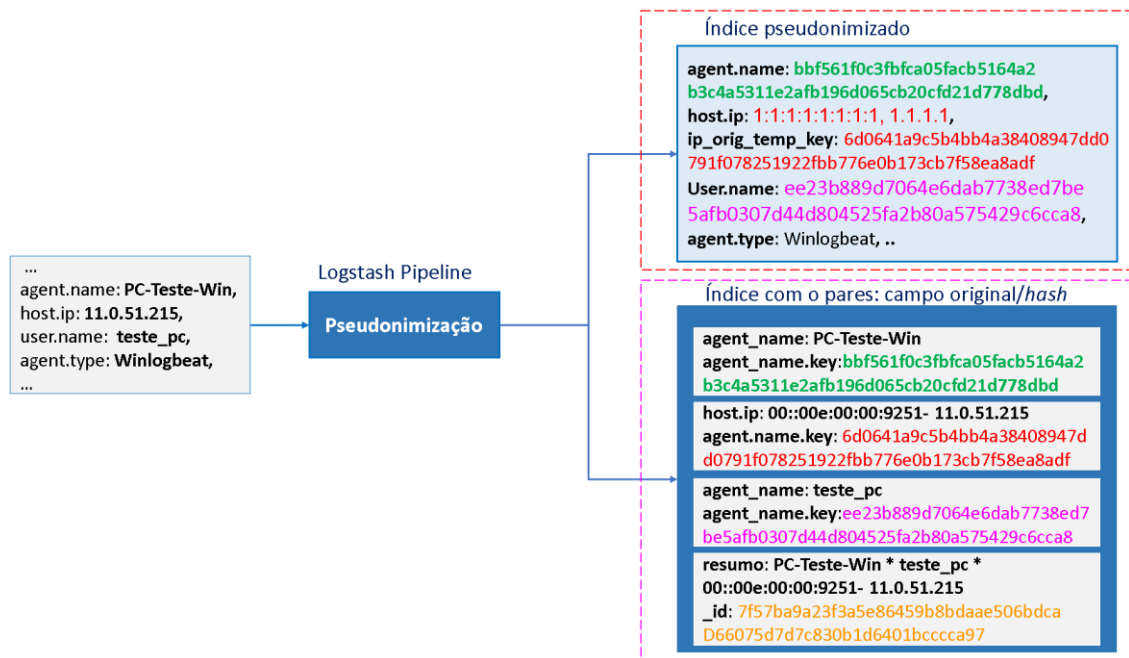 ...
agent.name: PC-Teste-Win,
host.ip: 11.0.51.215,
user.name: teste_pc,
agent.type: Winlogbeat,
...
Logstash Pipeline
Pseudonimização
Índice pseudonimizado
agent.name: bbf561f0c3fbfca05facb5164a2
b3c4a5311e2afb196d065cb20cfd21d778dbd,
host.ip: 1:1:1:1:1:1:1:1, 1.1.1.1,
ip_orig_temp_key: 6d0641a9c5b4bb4a38408947dd0
791f078251922fbb776e0b173cb7f58ea8adf
User.name: ee23b889d7064e6dab7738ed7be
5afb0307d44d804525fa2b80a575429c6cca8,
agent.type: Winlogbeat, ..
Índice com o pares: campo original/hash
agent_name: PC-Teste-Win
agent_name.key:bbf561f0c3fbfca05facb5164a2
b3c4a5311e2afb196d065cb20cfd21d778dbd
host.ip: 00::00e:00:00:9251- 11.0.51.215
agent.name.key: 6d0641a9c5b4bb4a38408947d
d0791f078251922fbb776e0b173cb7f58ea8adf
agent_name: teste_pc
agent_name.key:ee23b889d7064e6dab7738ed7
be5afb0307d44d804525fa2b80a575429c6cca8
resumo: PC-Teste-Win * teste_pc *
00::00e:00:00:9251- 11.0.51.215
_id: 7f57ba9a23f3a5e86459b8bdaae506bdca
D66075d7d7c830b1d6401bcccca97